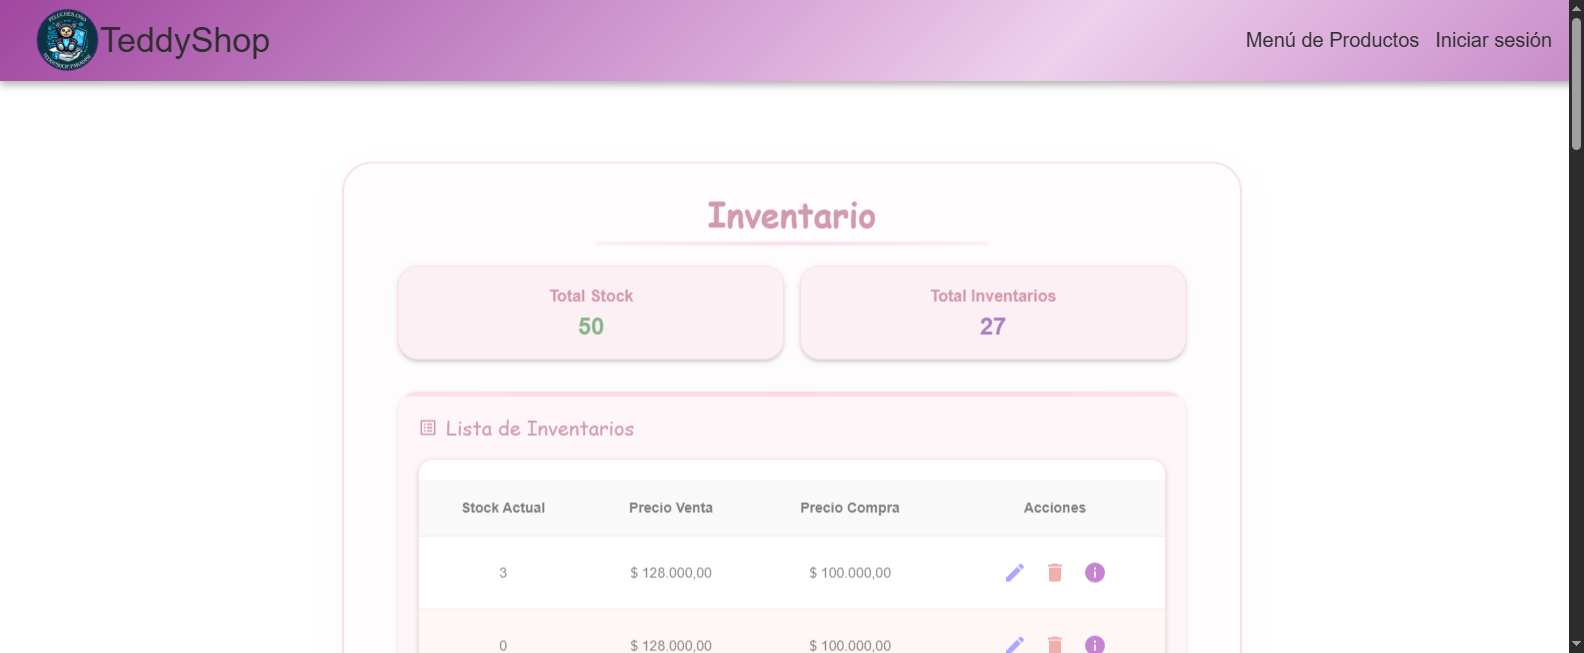 TeddyShop
Menú de Productos Iniciar sesión
Inventario
Total Stock
50
Total Inventarios
27
Lista de Inventarios
Stock Actual Precio Venta Precio Compra Acciones
3 $ 128.000,00 $ 100.000,00
0 $ 128.000,00 $ 100.000,00